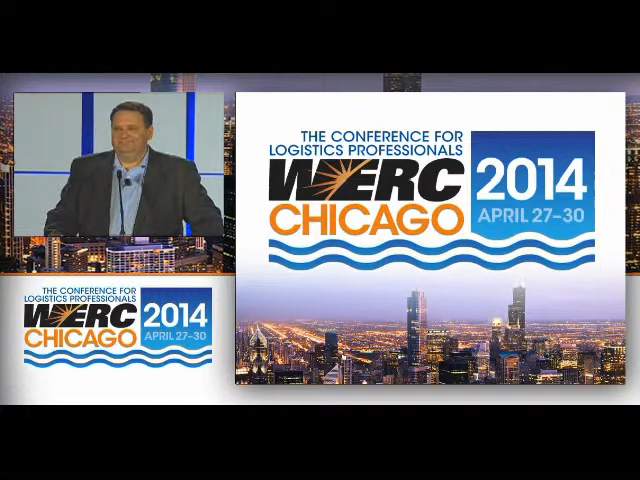 THE CONFERENCE FOR
LOGISTICS PROFESSIONALS
WERC
CHICAGO
2014
APRIL 27-30
THE CONFERENCE FOR
LOGISTICS PROFESSIONALS
WERC
CHICAGO
2014
APRIL 27-30